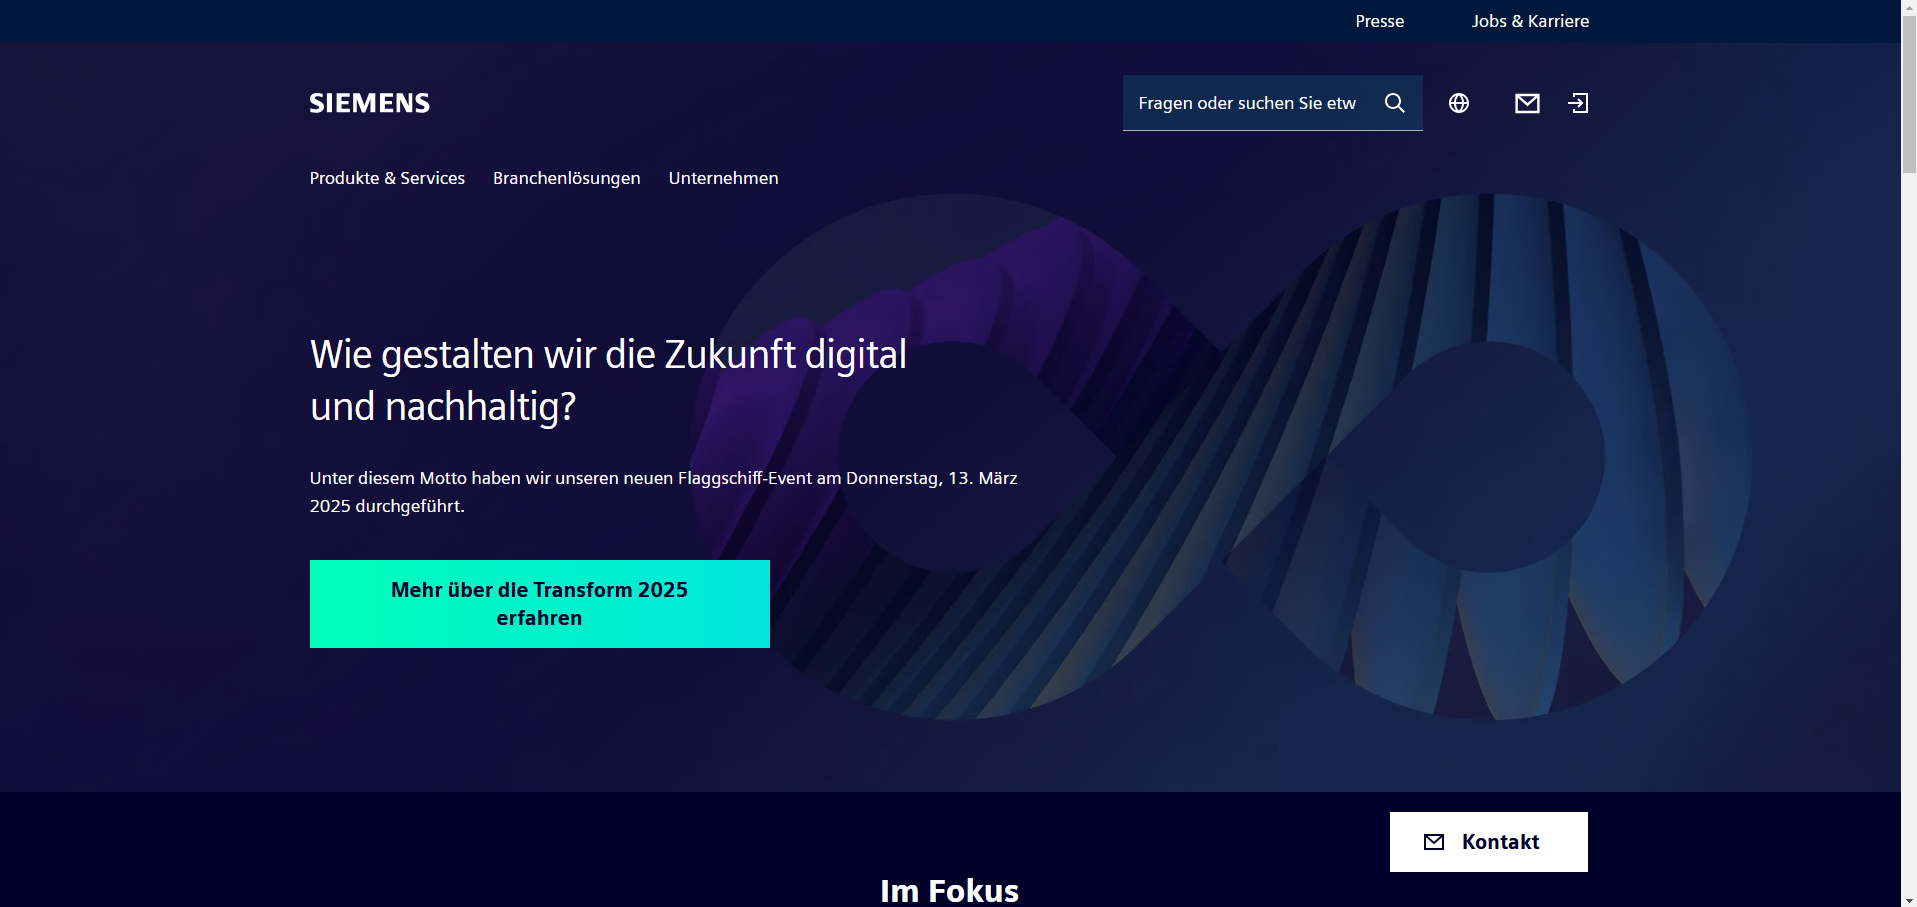 Presse
Jobs & Karriere
SIEMENS
Fragen oder suchen Sie etw
Produkte & Services
Branchenlösungen
Unternehmen
Wie gestalten wir die Zukunft digital
und nachhaltig?
Unter diesem Motto haben wir unseren neuen Flaggschiff-Event am Donnerstag, 13. März
2025 durchgeführt.
Mehr über die Transform 2025
erfahren
Kontakt
Im Fokus